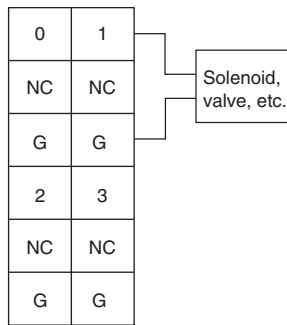 0 1
NC NC
G G
2 3
NC NC
G G
Solenoid,
valve, etc.